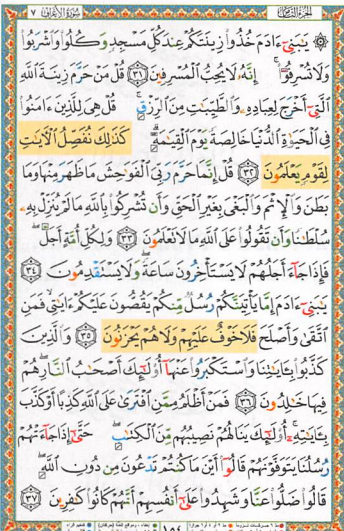 الجزء الثامن سورة الأعراف ٧
۞ يَٰبَنِيٓ ءَادَمَ خُذُوا۟ زِينَتَكُمْ عِندَ كُلِّ مَسْجِدٍ وَكُلُوا۟ وَٱشْرَبُوا۟
وَلَا تُسْرِفُوٓا۟ ۚ إِنَّهُۥ لَا يُحِبُّ ٱلْمُسْرِفِينَ ٣١ قُلْ مَنْ حَرَّمَ زِينَةَ ٱللَّهِ
ٱلَّتِيٓ أَخْرَجَ لِعِبَادِهِۦ وَٱلطَّيِّبَٰتِ مِنَ ٱلرِّزْقِ ۚ قُلْ هِيَ لِلَّذِينَ ءَامَنُوا۟
فِي ٱلْحَيَوٰةِ ٱلدُّنْيَا خَالِصَةً يَوْمَ ٱلْقِيَٰمَةِ ۗ كَذَٰلِكَ نُفَصِّلُ ٱلْءَايَٰتِ
لِقَوْمٍ يَعْلَمُونَ ٣٢ قُلْ إِنَّمَا حَرَّمَ رَبِّيَ ٱلْفَوَٰحِشَ مَا ظَهَرَ مِنْهَا وَمَا
بَطَنَ وَٱلْإِثْمَ وَٱلْبَغْيَ بِغَيْرِ ٱلْحَقِّ وَأَن تُشْرِكُوا۟ بِٱللَّهِ مَا لَمْ يُنَزِّلْ بِهِۦ
سُلْطَٰنًا وَأَن تَقُولُوا۟ عَلَى ٱللَّهِ مَا لَا تَعْلَمُونَ ٣٣ وَلِكُلِّ أُمَّةٍ أَجَلٌ ۖ
فَإِذَا جَآءَ أَجَلُهُمْ لَا يَسْتَأْخِرُونَ سَاعَةً ۖ وَلَا يَسْتَقْدِمُونَ ٣٤
يَٰبَنِيٓ ءَادَمَ إِمَّا يَأْتِيَنَّكُمْ رُسُلٌ مِّنكُمْ يَقُصُّونَ عَلَيْكُمْ ءَايَٰتِي ۙ فَمَنِ
ٱتَّقَىٰ وَأَصْلَحَ فَلَا خَوْفٌ عَلَيْهِمْ وَلَا هُمْ يَحْزَنُونَ ٣٥ وَٱلَّذِينَ
كَذَّبُوا۟ بِـَٔايَٰتِنَا وَٱسْتَكْبَرُوا۟ عَنْهَآ أُو۟لَٰٓئِكَ أَصْحَٰبُ ٱلنَّارِ ۖ هُمْ
فِيهَا خَٰلِدُونَ ٣٦ فَمَنْ أَظْلَمُ مِمَّنِ ٱفْتَرَىٰ عَلَى ٱللَّهِ كَذِبًا أَوْ كَذَّبَ
بِـَٔايَٰتِهِۦٓ ۚ أُو۟لَٰٓئِكَ يَنَالُهُمْ نَصِيبُهُم مِّنَ ٱلْكِتَٰبِ ۖ حَتَّىٰٓ إِذَا جَآءَتْهُمْ
رُسُلُنَا يَتَوَفَّوْنَهُمْ قَالُوٓا۟ أَيْنَ مَا كُنتُمْ تَدْعُونَ مِن دُونِ ٱللَّهِ ۖ
قَالُوا۟ ضَلُّوا۟ عَنَّا وَشَهِدُوا۟ عَلَىٰٓ أَنفُسِهِمْ أَنَّهُمْ كَانُوا۟ كَٰفِرِينَ ٣٧
١٥٤